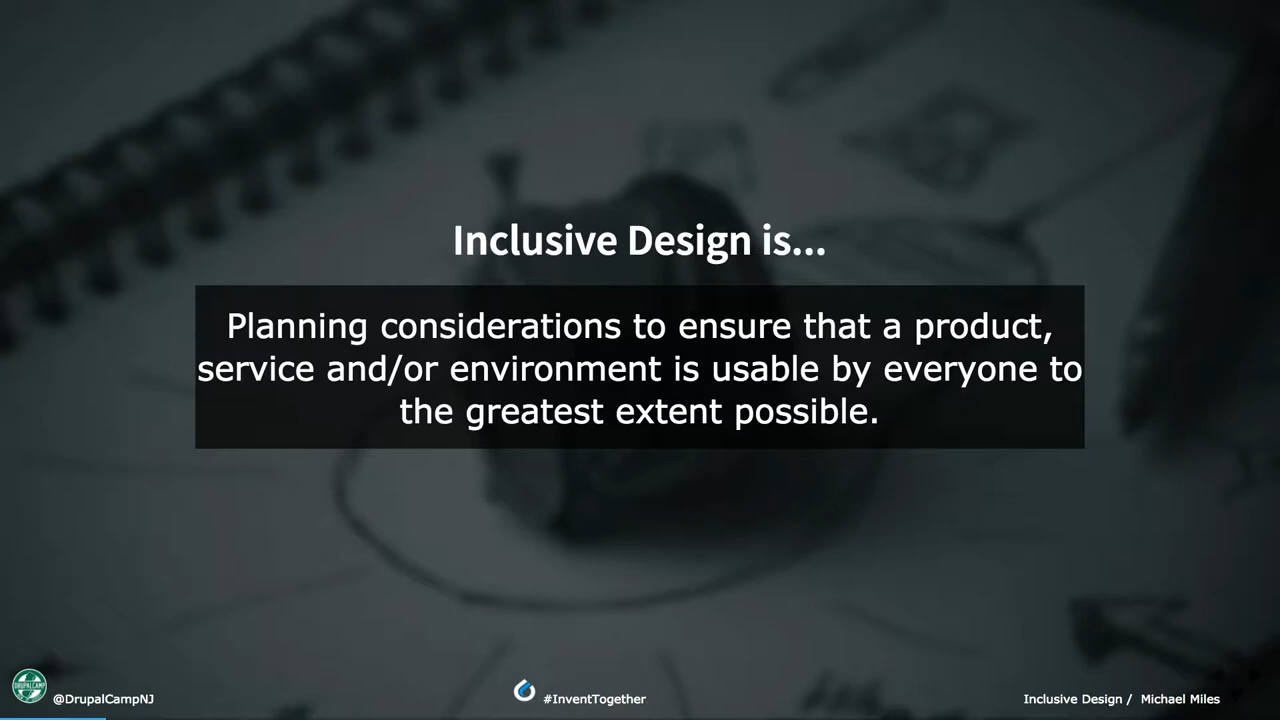 Inclusive Design is...
Planning considerations to ensure that a product,
service and/or environment is usable by everyone to
the greatest extent possible.
DRUPALCAMP
@DrupalCampNJ
#InventTogether
Inclusive Design / Michael Miles